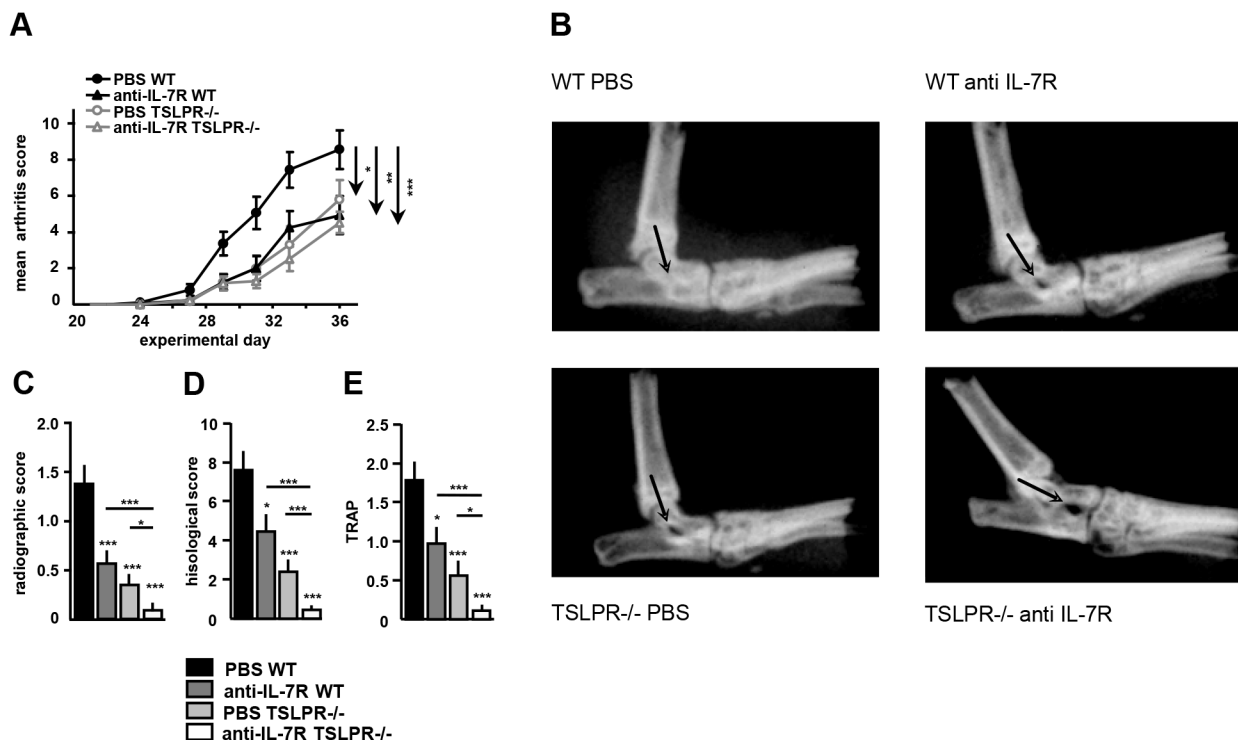 A
B
PBS WT
anti-IL-7R WT
PBS TSLPR-/-
anti-IL-7R TSLPR-/-
mean arthritis score
10
8
6
4
2
0
20 24 28 32 36
experimental day
*
**
***
WT PBS
WT anti IL-7R
TSLPR-/- PBS
TSLPR-/- anti IL-7R
C
radiographic score
2.0
1.5
1.0
0.5
0
***
*
***
***
***
D
hisological score
10
8
6
4
2
0
***
***
*
***
***
E
TRAP
2.5
2.0
1.5
1.0
0.5
0
***
*
*
***
***
PBS WT
anti-IL-7R WT
PBS TSLPR-/-
anti-IL-7R TSLPR-/-